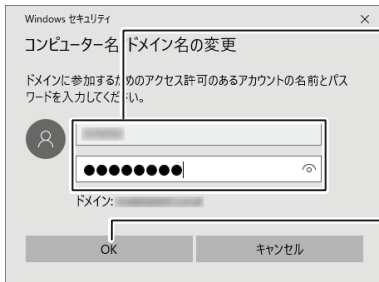 Windows セキュリティ
コンピューター名/ドメイン名の変更
ドメインに参加するためのアクセス許可のあるアカウントの名前とパス
ワードを入力してください。
●●●●●●●●
ドメイン:
OK
キャンセル